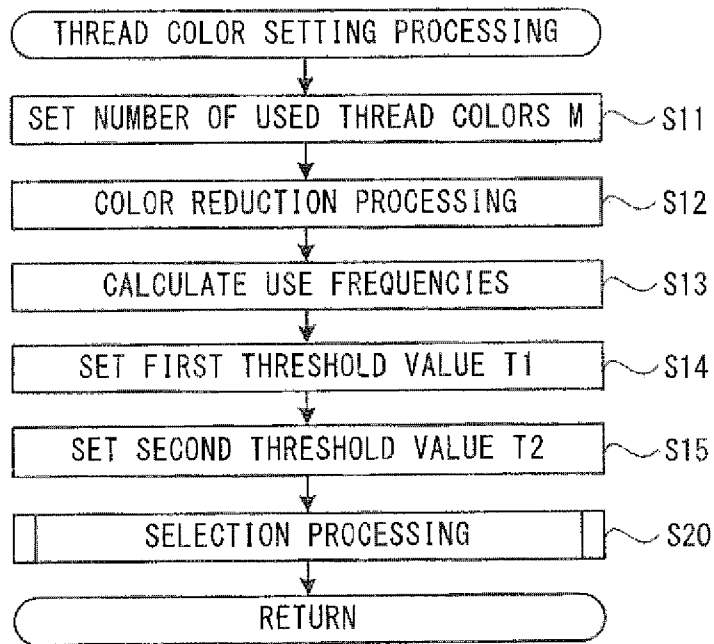 THREAD COLOR SETTING PROCESSING
SET NUMBER OF USED THREAD COLORS M S11
COLOR REDUCTION PROCESSING S12
CALCULATE USE FREQUENCIES S13
SET FIRST THRESHOLD VALUE T1 S14
SET SECOND THRESHOLD VALUE T2 S15
SELECTION PROCESSING S20
RETURN